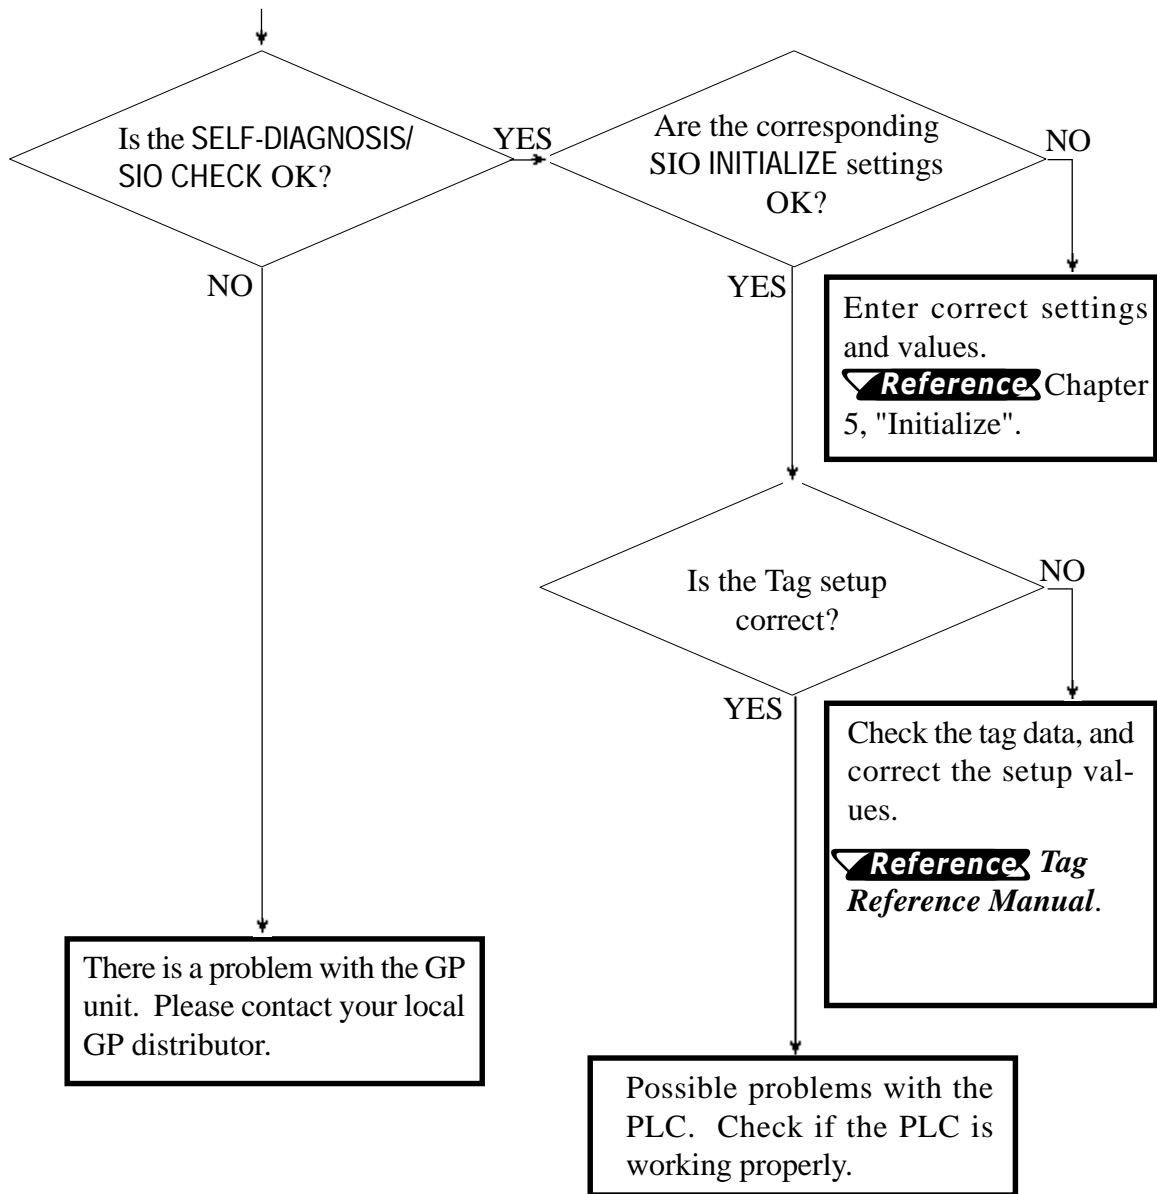 Is the SELF-DIAGNOSIS/
SIO CHECK OK?
YES
NO
Are the corresponding
SIO INITIALIZE settings
OK?
NO
YES
Enter correct settings
and values.
Reference Chapter
5, "Initialize".
Is the Tag setup
correct?
NO
YES
Check the tag data, and
correct the setup val-
ues.
Reference Tag
Reference Manual.
There is a problem with the GP
unit. Please contact your local
GP distributor.
Possible problems with the
PLC. Check if the PLC is
working properly.